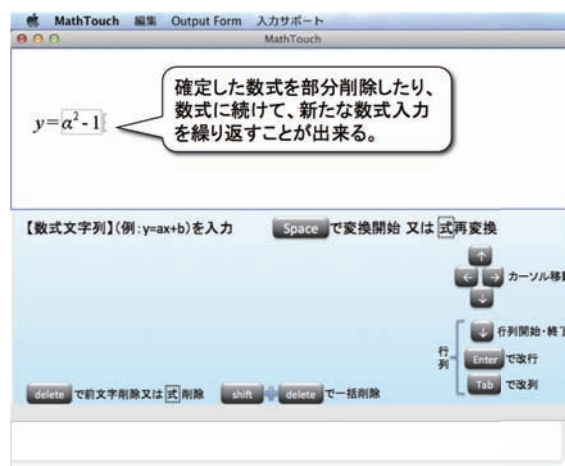 MathTouch 編集 Output Form 入力サポート
MathTouch
確定した数式を部分削除したり、
数式に続けて、新たな数式入力
を繰り返すことが出来る。
y=α²-1
【数式文字列】(例:y=ax+b)を入力 Space で変換開始 又は 式再変換
↑
← → カーソル移動
↓
↓ 行列開始・終了
行列
Enter で改行
Tab で改列
delete で前文字削除又は 式 削除 shift + delete で一括削除